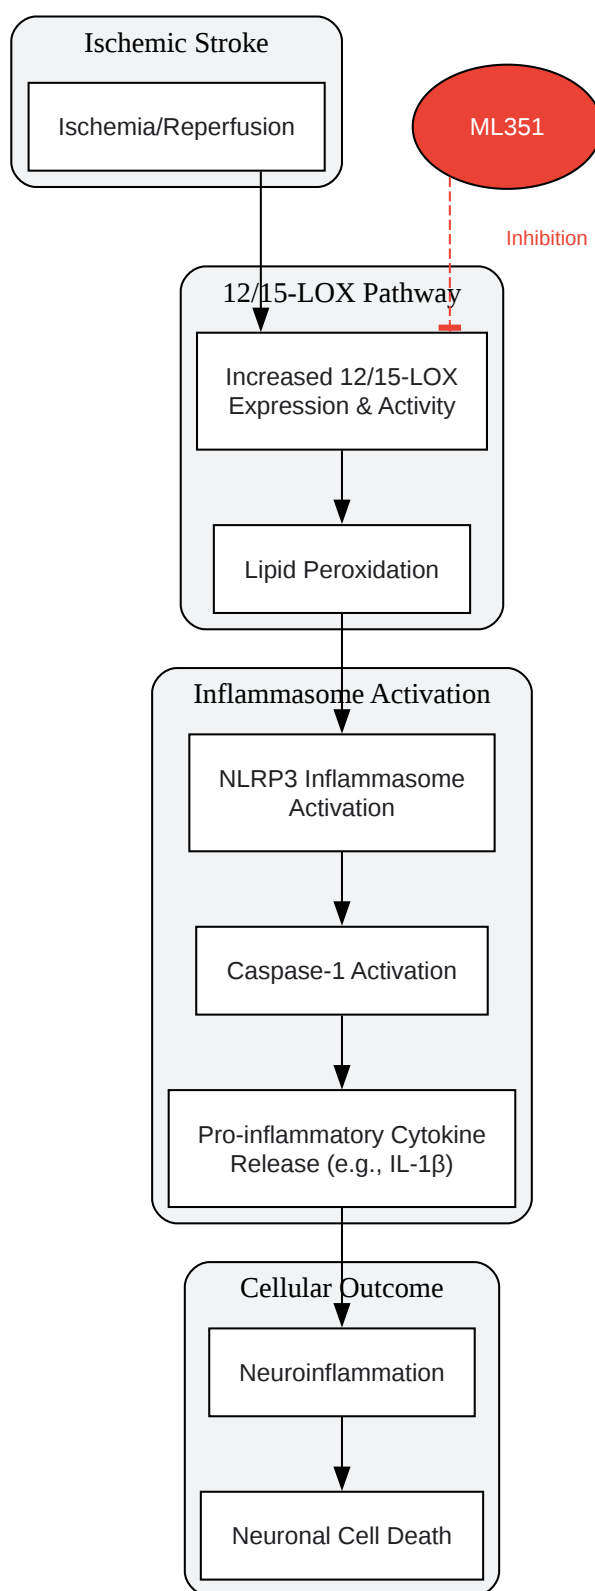 Ischemic Stroke
Ischemia/Reperfusion
ML351
Inhibition
12/15-LOX Pathway
Increased 12/15-LOX
Expression & Activity
Lipid Peroxidation
Inflammasome Activation
NLRP3 Inflammasome
Activation
Caspase-1 Activation
Pro-inflammatory Cytokine
Release (e.g., IL-1β)
Cellular Outcome
Neuroinflammation
Neuronal Cell Death